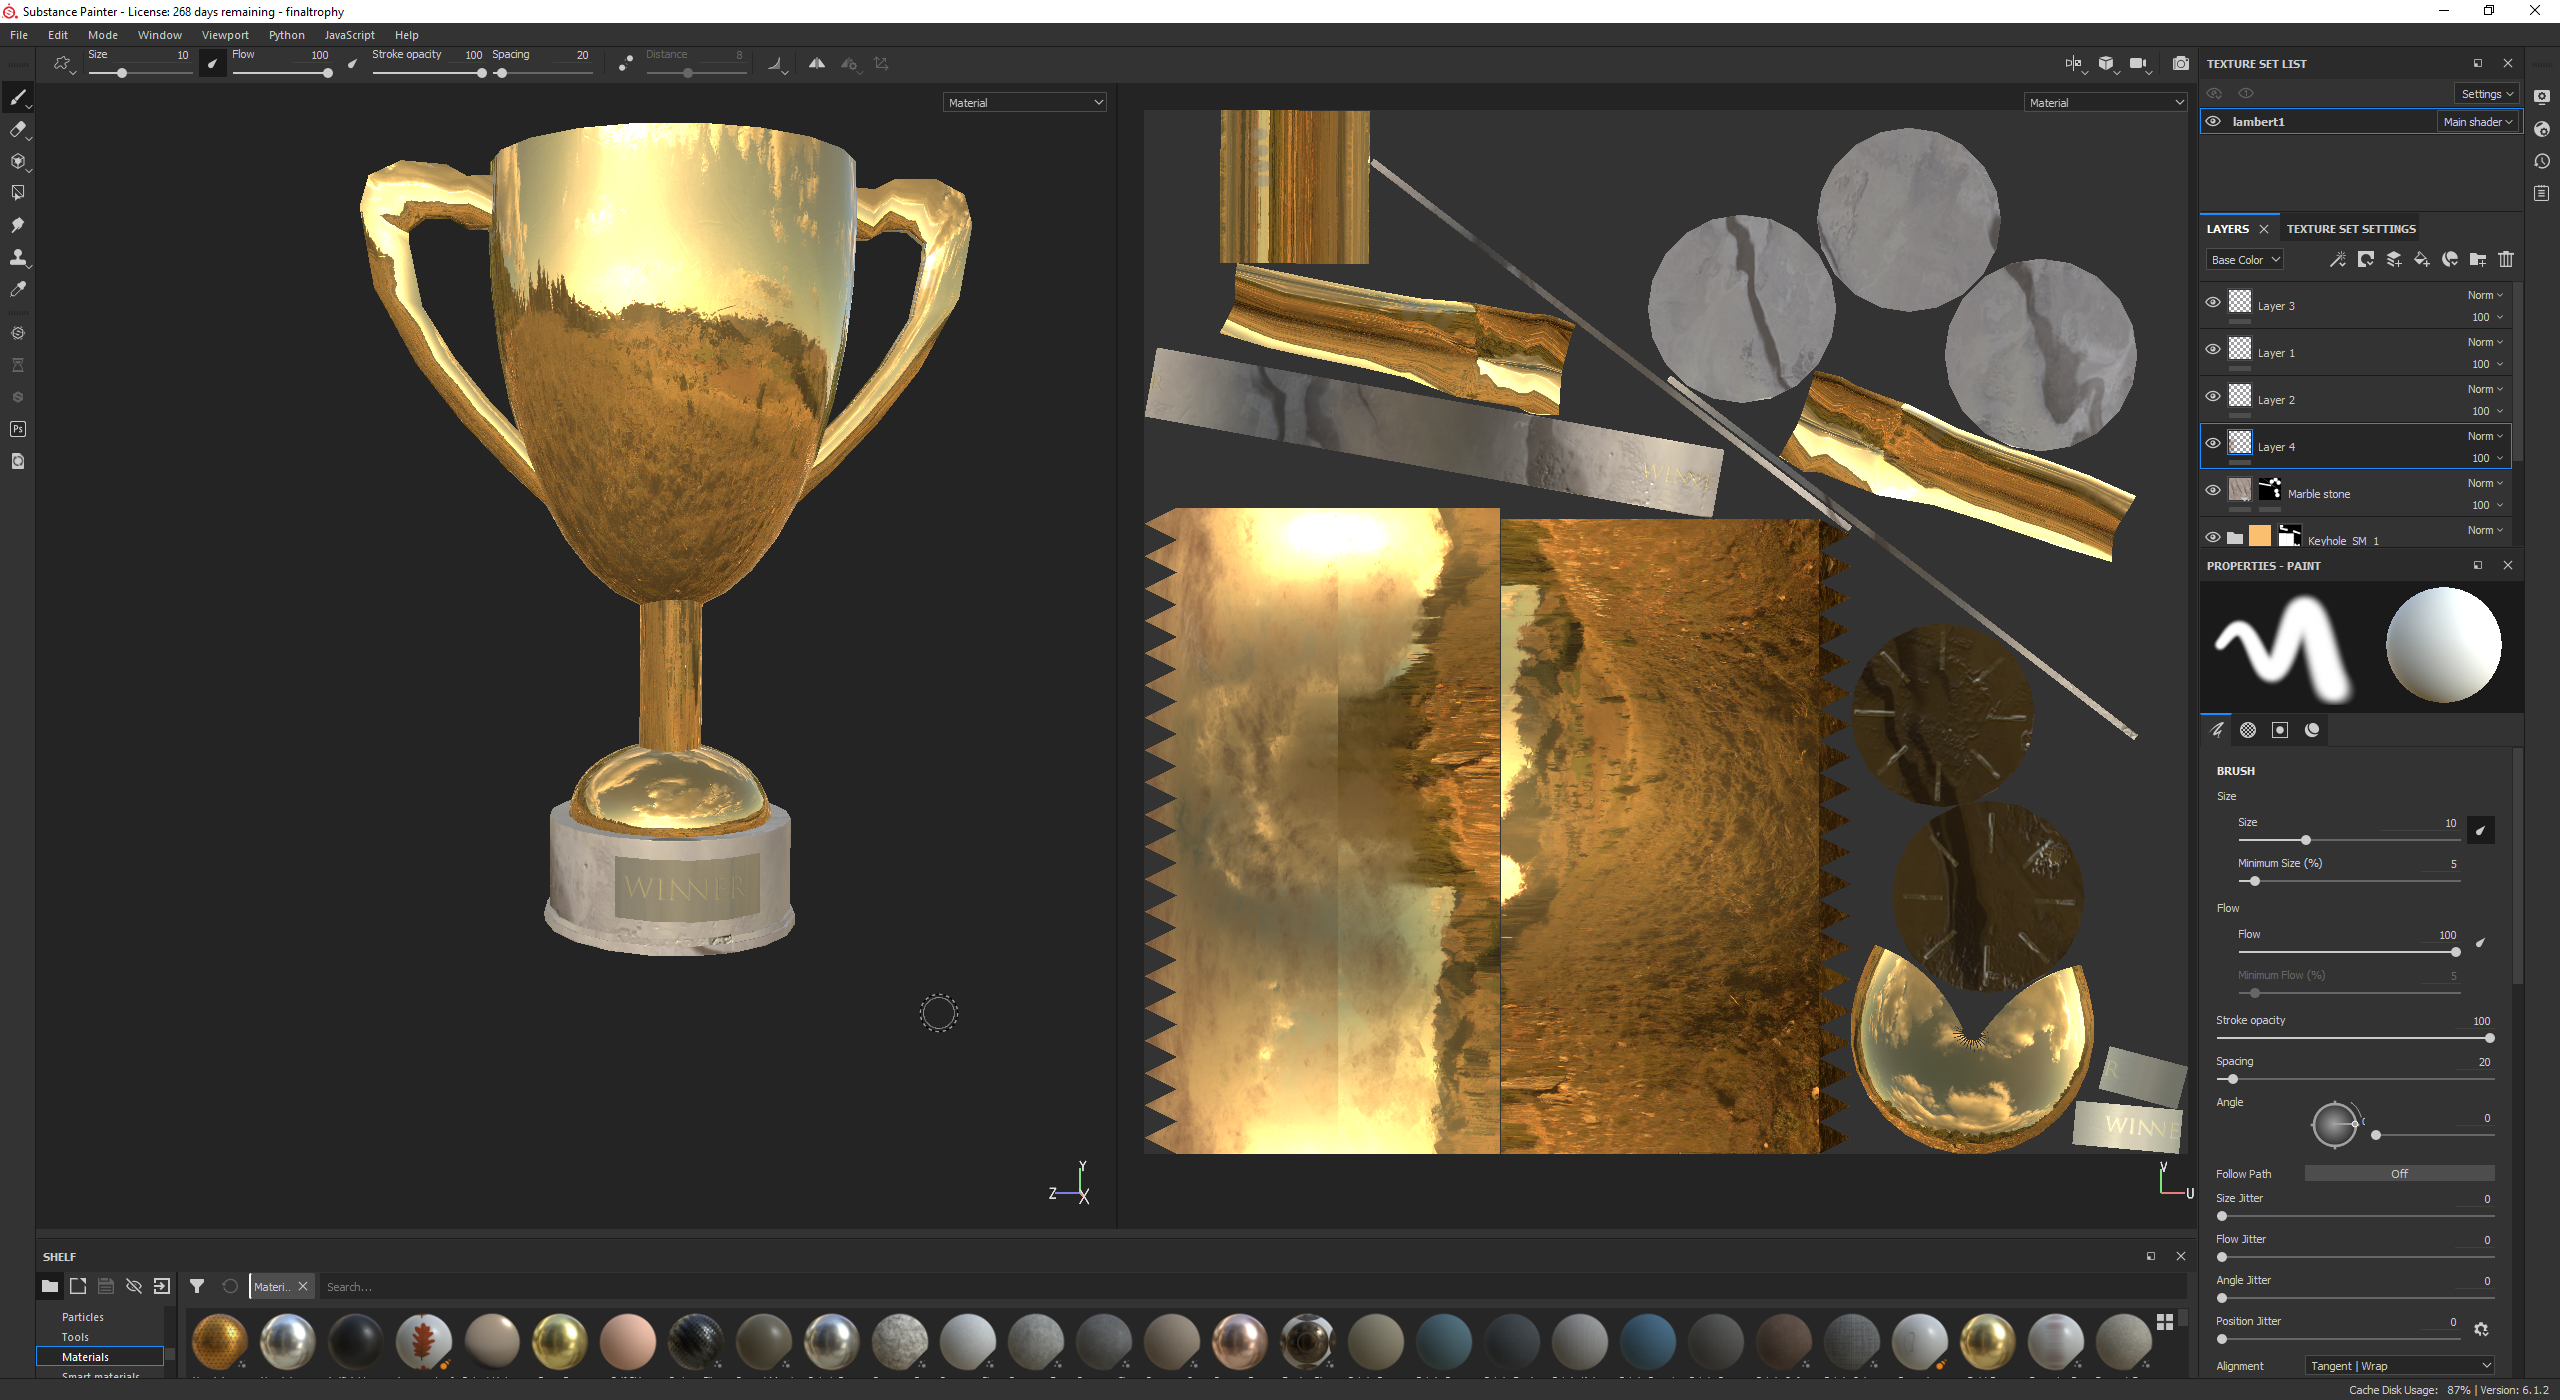 Substance Painter - License: 268 days remaining - finaltrophy
File Edit Mode Window Viewport Python JavaScript Help
Size 10 Flow 100 Stroke opacity 100 Spacing 20 Distance 8
Material
Material
WINNER
Y
Z
X
WINN
R
WINNE
V
U
TEXTURE SET LIST
Settings
lambert1 Main shader
LAYERS TEXTURE SET SETTINGS
Base Color
Layer 3 Norm 100
Layer 1 Norm 100
Layer 2 Norm 100
Layer 4 Norm 100
Marble stone Norm 100
Keyhole_SM_1 Norm
PROPERTIES - PAINT
BRUSH
Size
Size 10
Minimum Size (%) 5
Flow
Flow 100
Minimum Flow (%) 5
Stroke opacity 100
Spacing 20
Angle 0
Follow Path Off
Size Jitter 0
Flow Jitter 0
Angle Jitter 0
Position Jitter 0
Alignment Tangent | Wrap
Ps
SHELF
Materi.. Search...
Particles
Tools
Materials
Smart materials
Cache Disk Usage: 87% | Version: 6.1.2